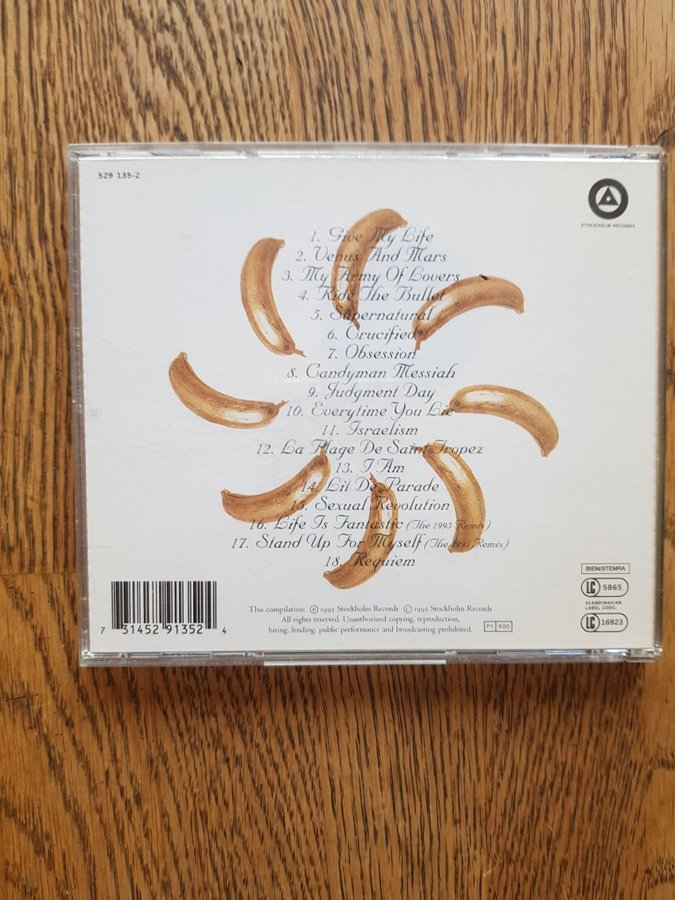 529 135-2
STOCKHOLM RECORDS
1. Give My Life
2. Venus And Mars
3. My Army Of Lovers
4. Ride The Bullet
5. Supernatural
6. Crucified
7. Obsession
8. Candyman Messiah
9. Judgment Day
10. Everytime You Lie
11. Israelism
12. La Plage De Saint Tropez
13. I Am
14. Lit De Parade
15. Sexual Revolution
16. Life Is Fantastic (The 1995 Remix)
17. Stand Up For Myself (The 1995 Remix)
18. Requiem
BIEM/STEMRA
LC 5865
SCANDINAVIAN
LABEL CODE:
LC 16923
This compilation: ℗ 1995 Stockholm Records © 1995 Stockholm Records
All rights reserved. Unauthorized copying, reproduction,
hiring, lending, public performance and broadcasting prohibited.
PY 900
7 31452 91352 4